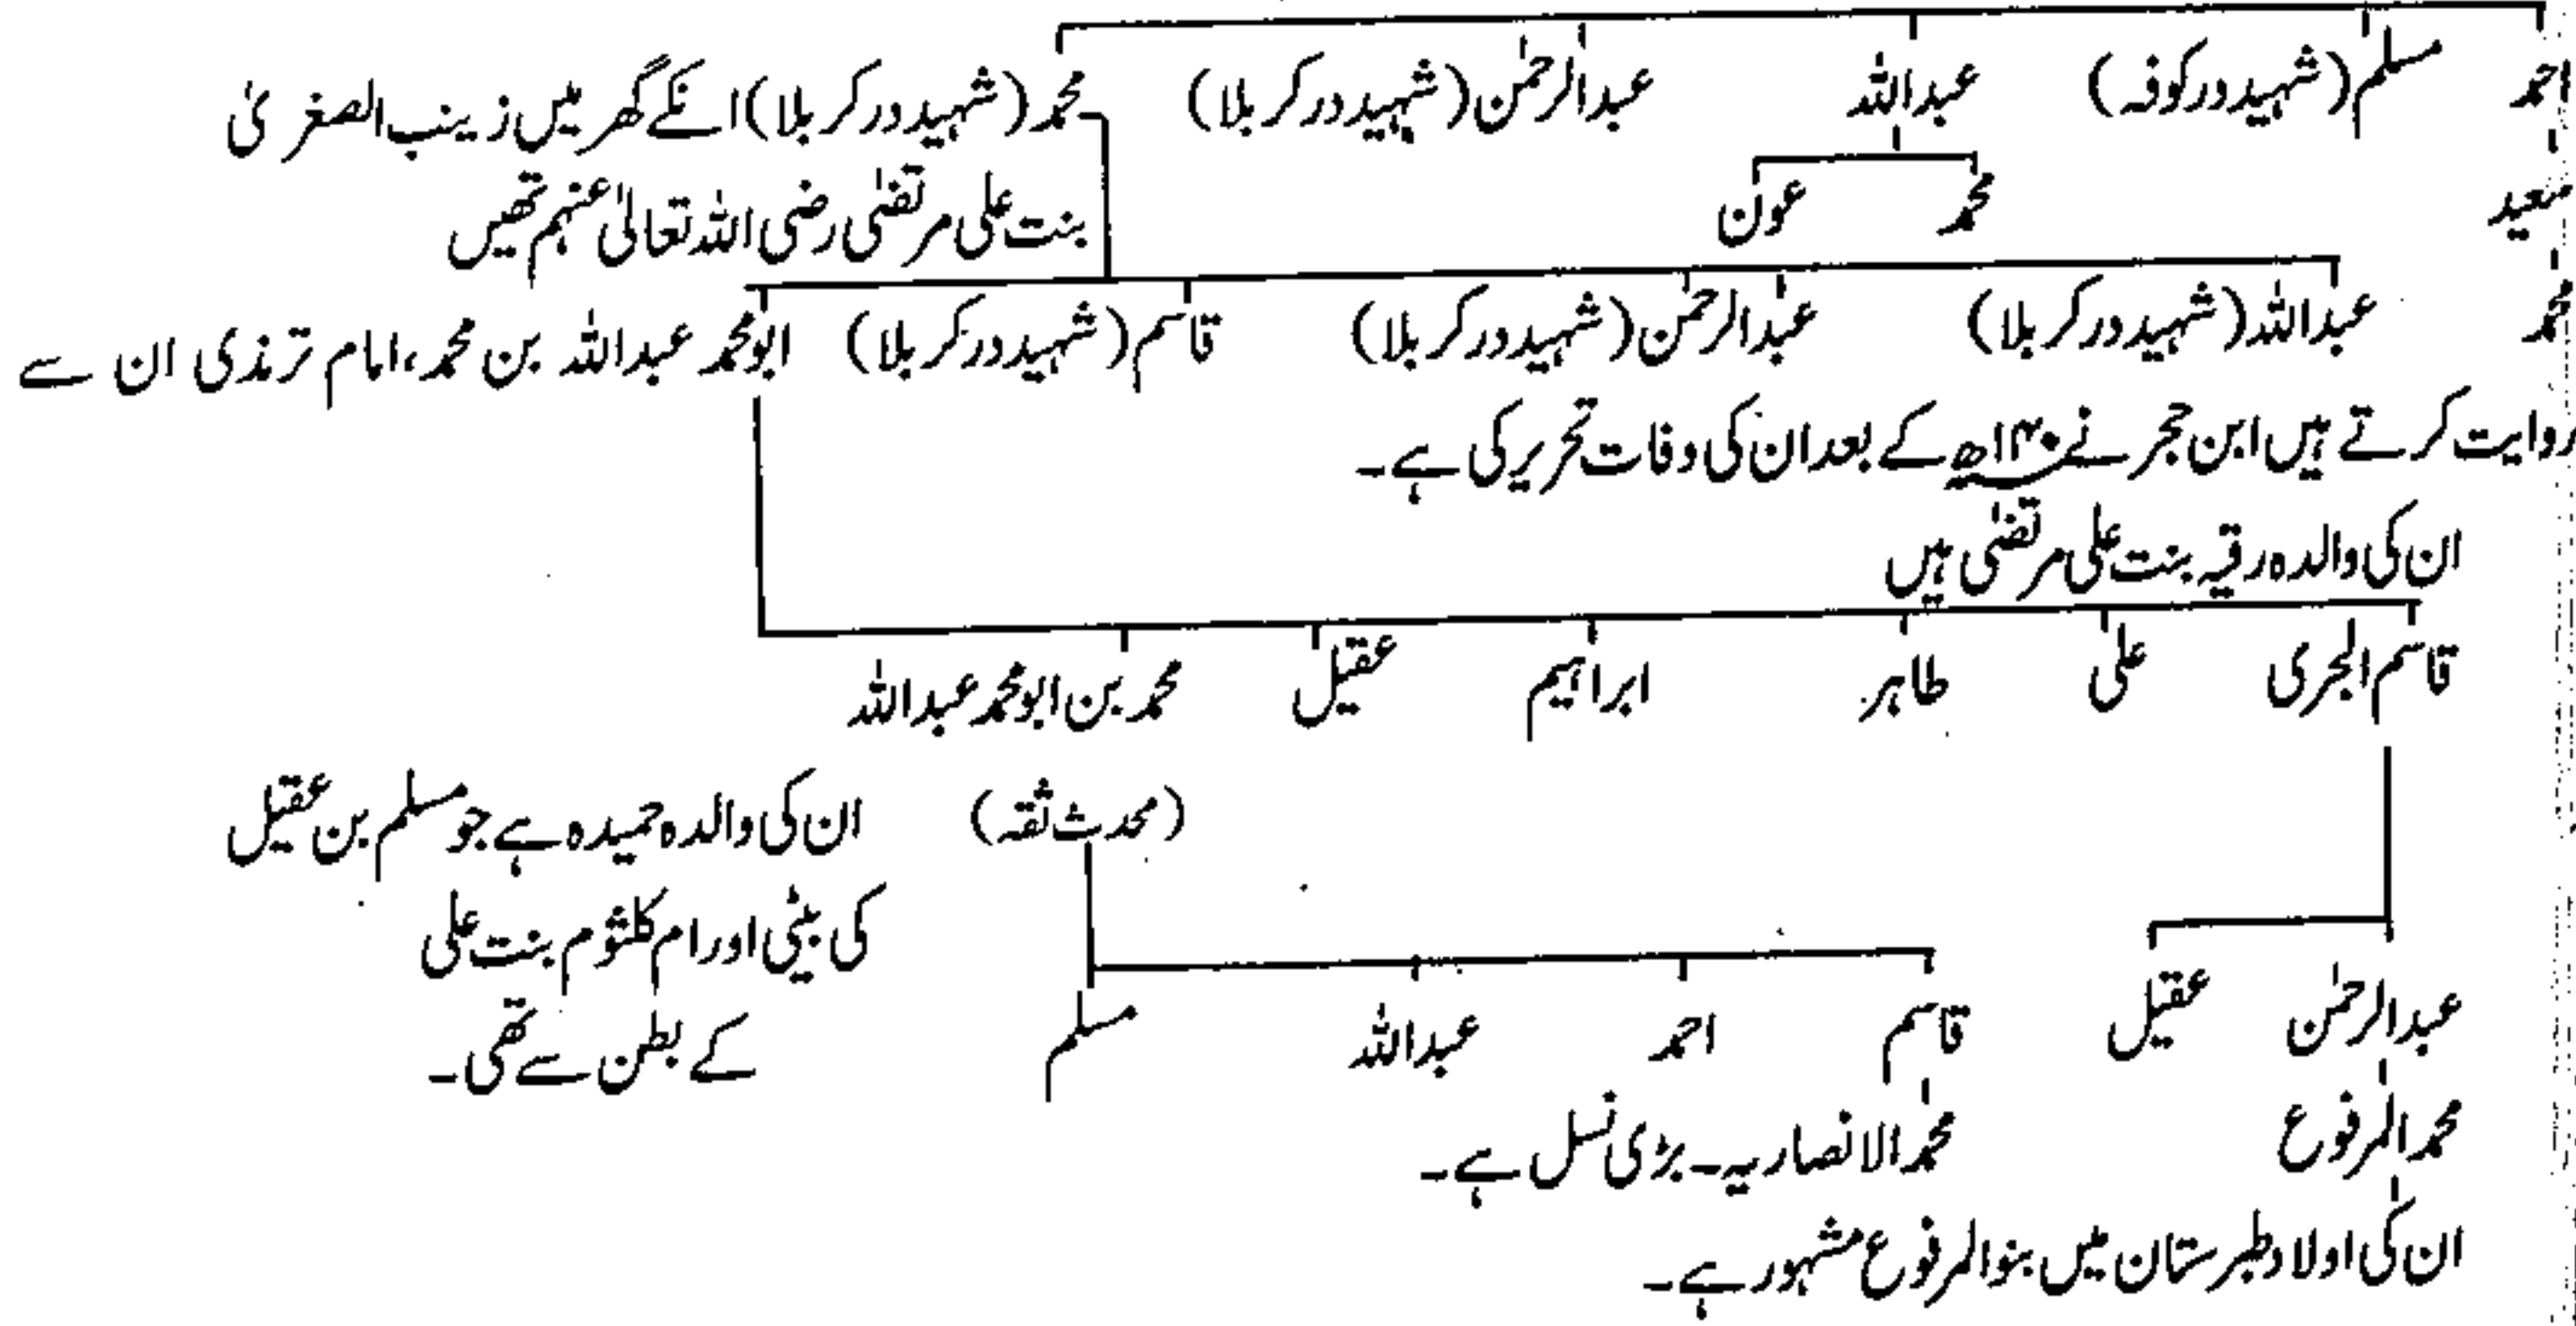 احمد مسلم (شہید در کوفہ) عبداللہ عبدالرحمٰن (شہید در کربلا) محمد (شہید در کربلا) انکے گھر میں زینب الصغریٰ
سعید محمد عون بنت علی مرتضٰی رضی اللہ تعالیٰ عنہم تھیں
محمد عبداللہ (شہید در کربلا) عبدالرحمٰن (شہید در کربلا) قاسم (شہید در کربلا) ابو محمد عبداللہ بن محمد، امام ترمذی ان سے
روایت کرتے ہیں ابن حجر نے ۱۴۰ھ کے بعد ان کی وفات تحریر کی ہے۔
ان کی والدہ رقیہ بنت علی مرتضٰی ہیں
قاسم الجری علی طاہر ابراہیم عقیل محمد بن ابو محمد عبداللہ
(محدث ثقہ) ان کی والدہ حمیدہ ہے جو مسلم بن عقیل
کی بیٹی اور ام کلثوم بنت علی
عبدالرحمٰن عقیل قاسم احمد عبداللہ مسلم کے بطن سے تھی۔
محمد المرفوع محمد الانصاریہ۔ بڑی نسل ہے۔
ان کی اولاد طبرستان میں بنو المرفوع مشہور ہے۔